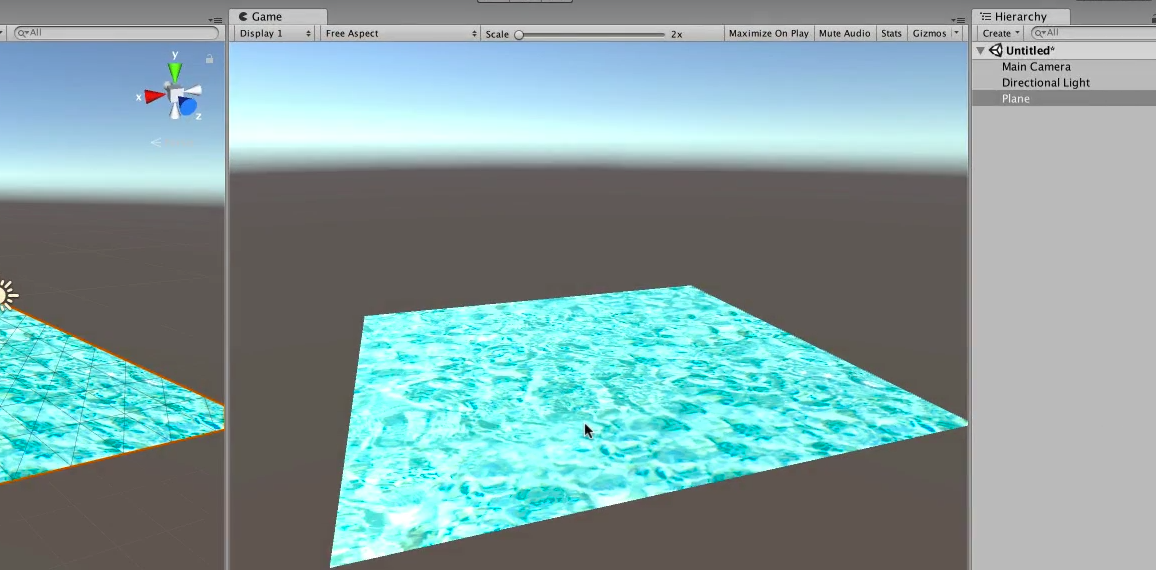 Game
Hierarchy
All
Display 1
Free Aspect
Scale
2x
Maximize On Play
Mute Audio
Stats
Gizmos
Create
All
Untitled*
Main Camera
Directional Light
Plane
y
x
z